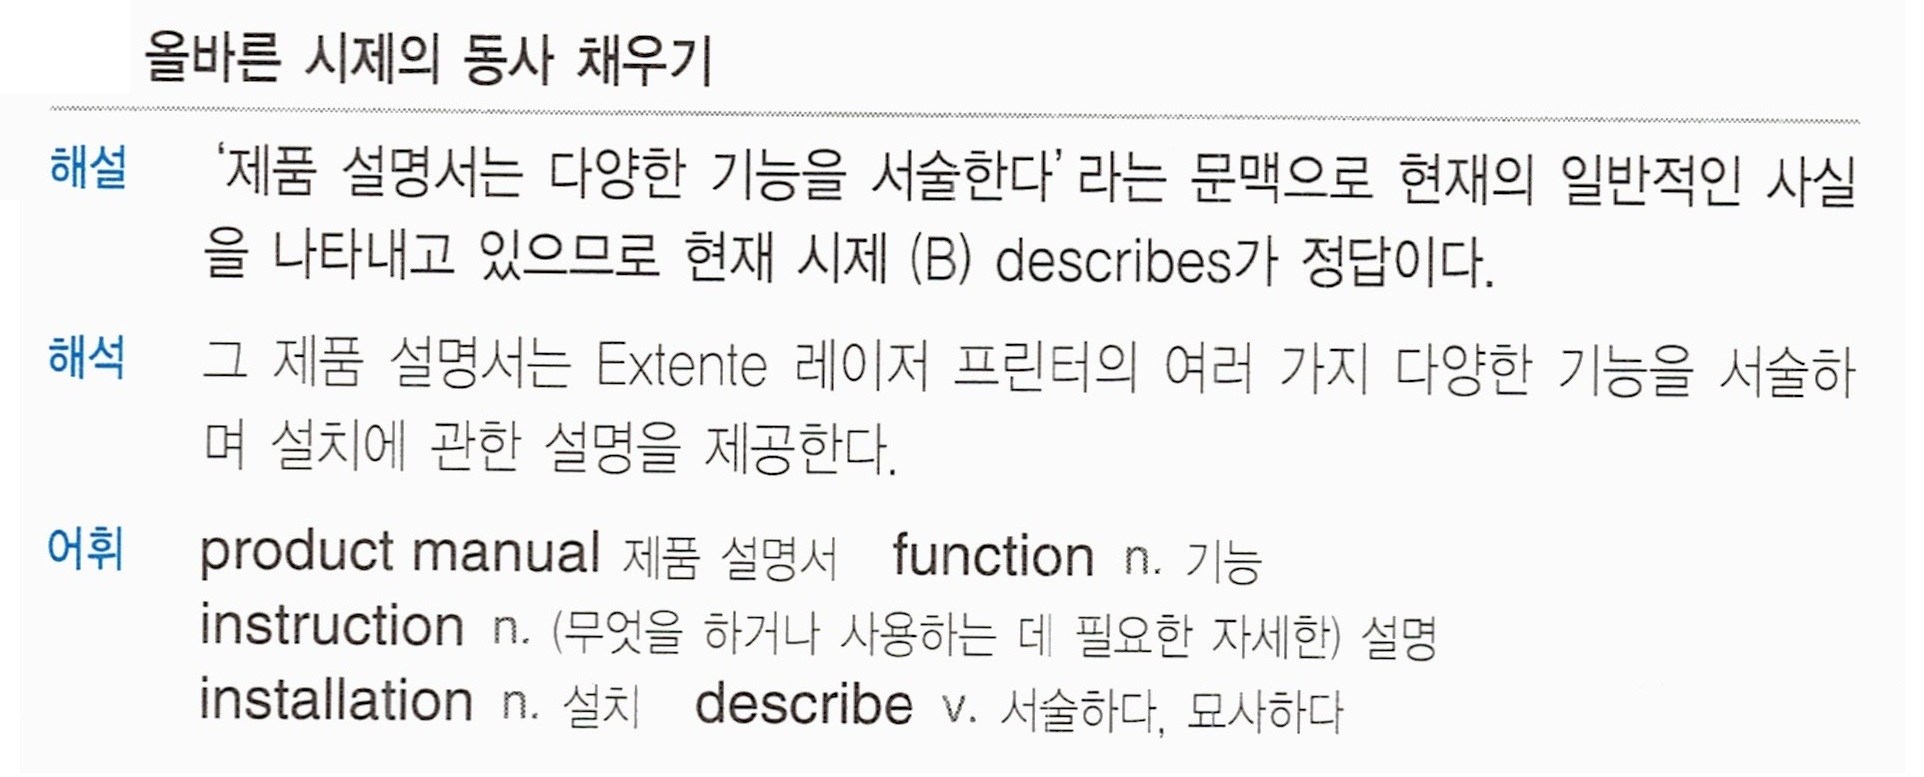 올바른 시제의 동사 채우기
해설 ‘제품 설명서는 다양한 기능을 서술한다’라는 문맥으로 현재의 일반적인 사실
을 나타내고 있으므로 현재 시제 (B) describes가 정답이다.
해석 그 제품 설명서는 Extente 레이저 프린터의 여러 가지 다양한 기능을 서술하
며 설치에 관한 설명을 제공한다.
어휘 product manual 제품 설명서 function n. 기능
instruction n. (무엇을 하거나 사용하는 데 필요한 자세한) 설명
installation n. 설치 describe v. 서술하다, 묘사하다